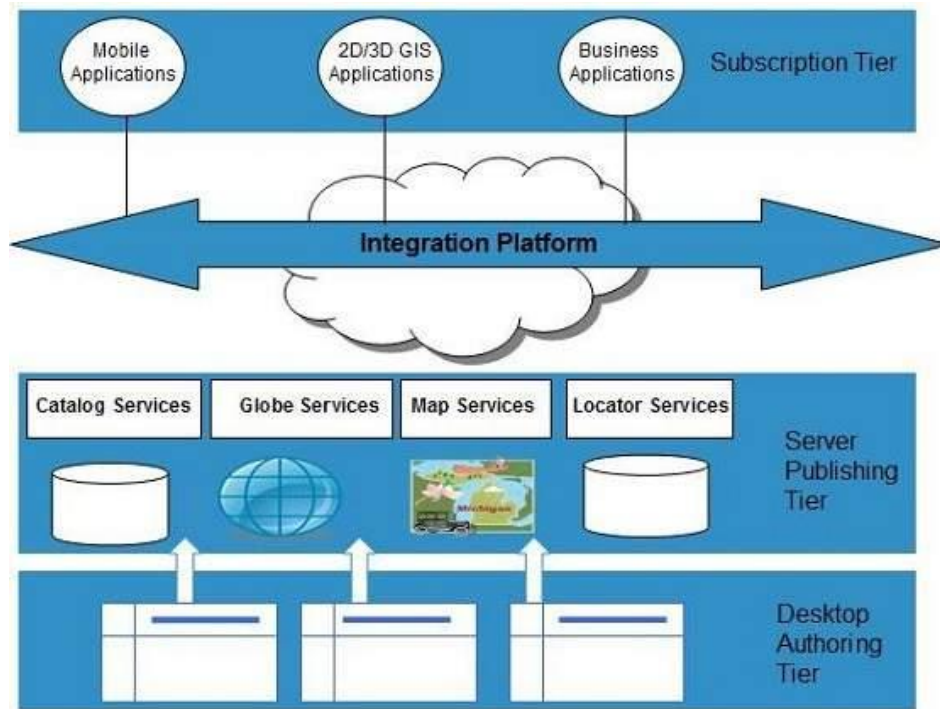 Mobile
Applications
2D/3D GIS
Applications
Business
Applications
Subscription Tier
Integration Platform
Catalog Services
Globe Services
Map Services
Locator Services
Server
Publishing
Tier
Michigan
Desktop
Authoring
Tier